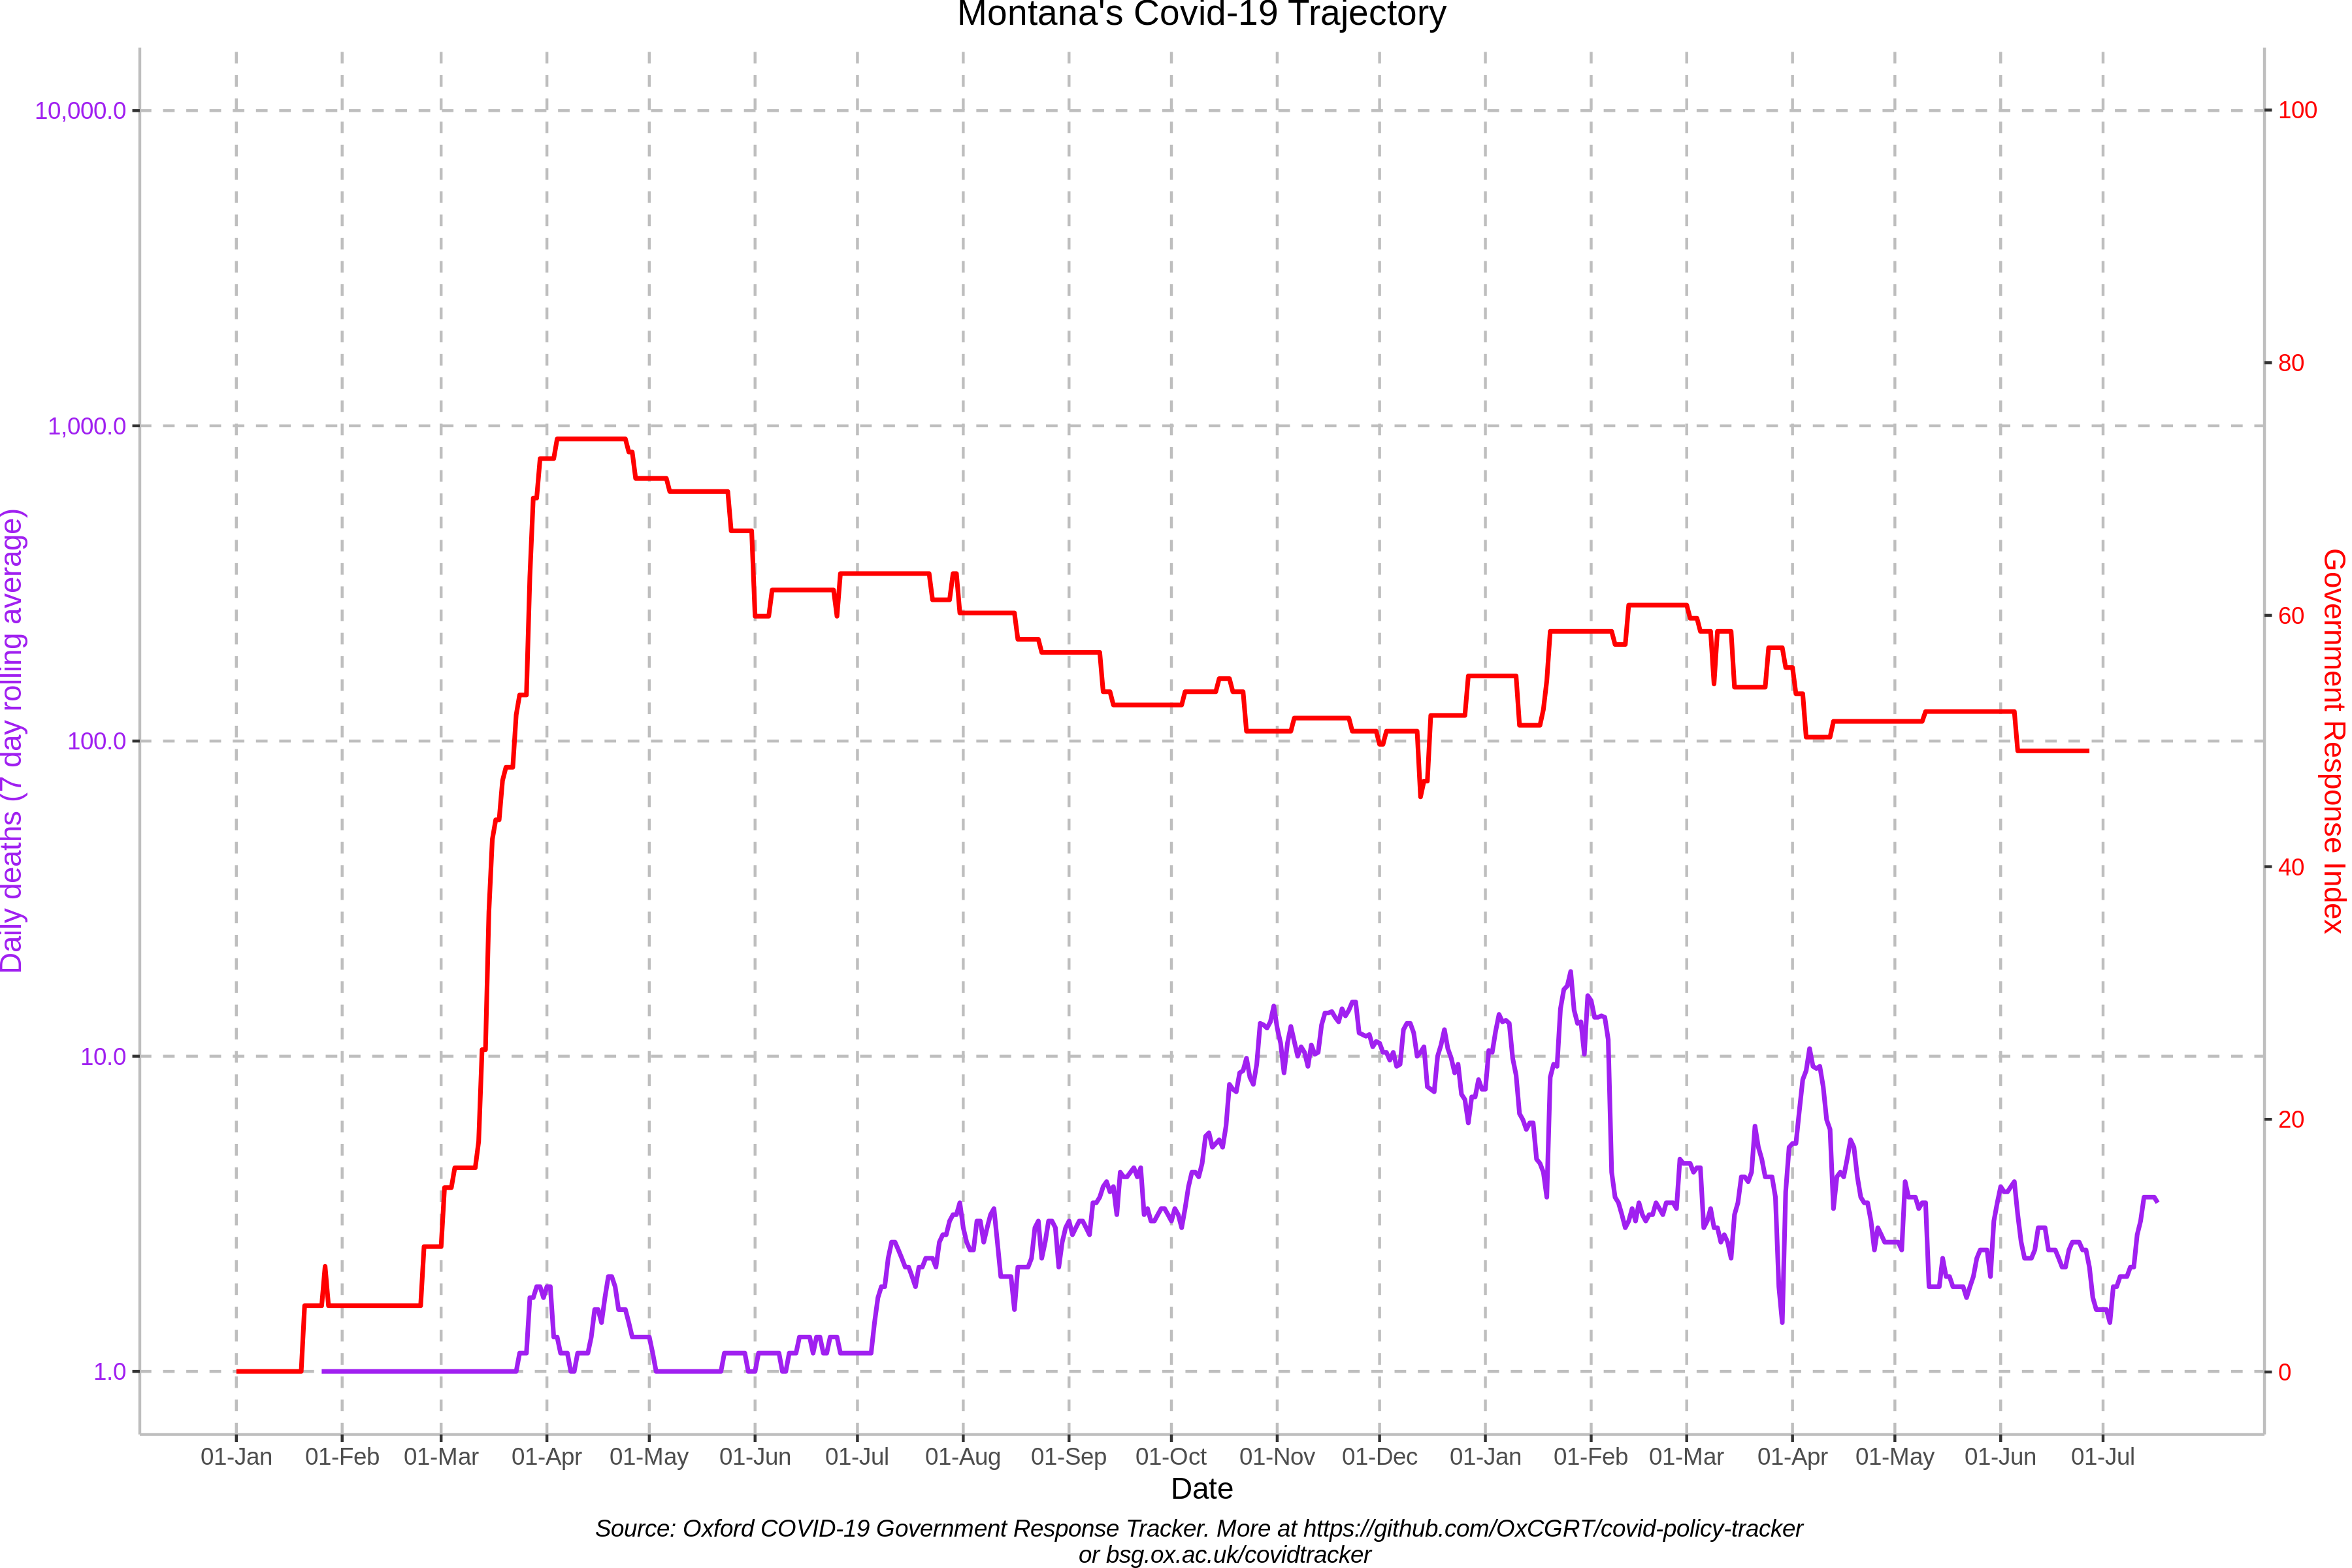 Montana's Covid-19 Trajectory
10,000.0
1,000.0
100.0
10.0
1.0
Daily deaths (7 day rolling average)
100
80
60
40
20
0
Government Response Index
01-Jan 01-Feb 01-Mar 01-Apr 01-May 01-Jun 01-Jul 01-Aug 01-Sep 01-Oct 01-Nov 01-Dec 01-Jan 01-Feb 01-Mar 01-Apr 01-May 01-Jun 01-Jul
Date
Source: Oxford COVID-19 Government Response Tracker. More at https://github.com/OxCGRT/covid-policy-tracker
or bsg.ox.ac.uk/covidtracker